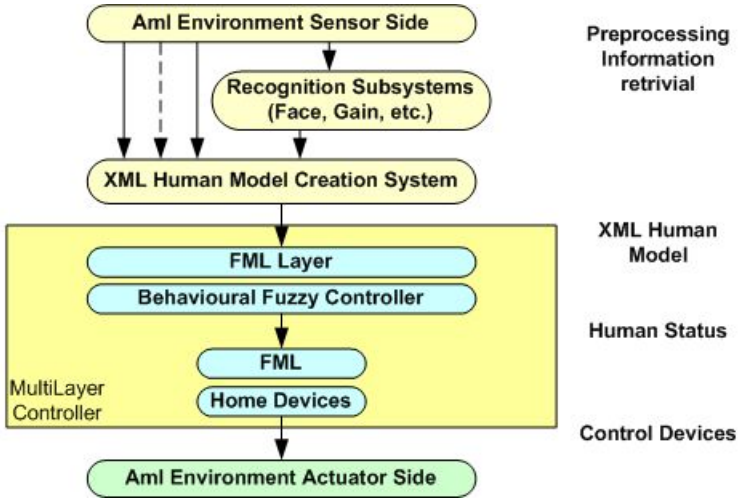 AmI Environment Sensor Side
Preprocessing
Information
retrivial
Recognition Subsystems
(Face, Gain, etc.)
XML Human Model Creation System
XML Human
Model
FML Layer
Behavioural Fuzzy Controller
Human Status
FML
MultiLayer
Controller
Home Devices
Control Devices
AmI Environment Actuator Side